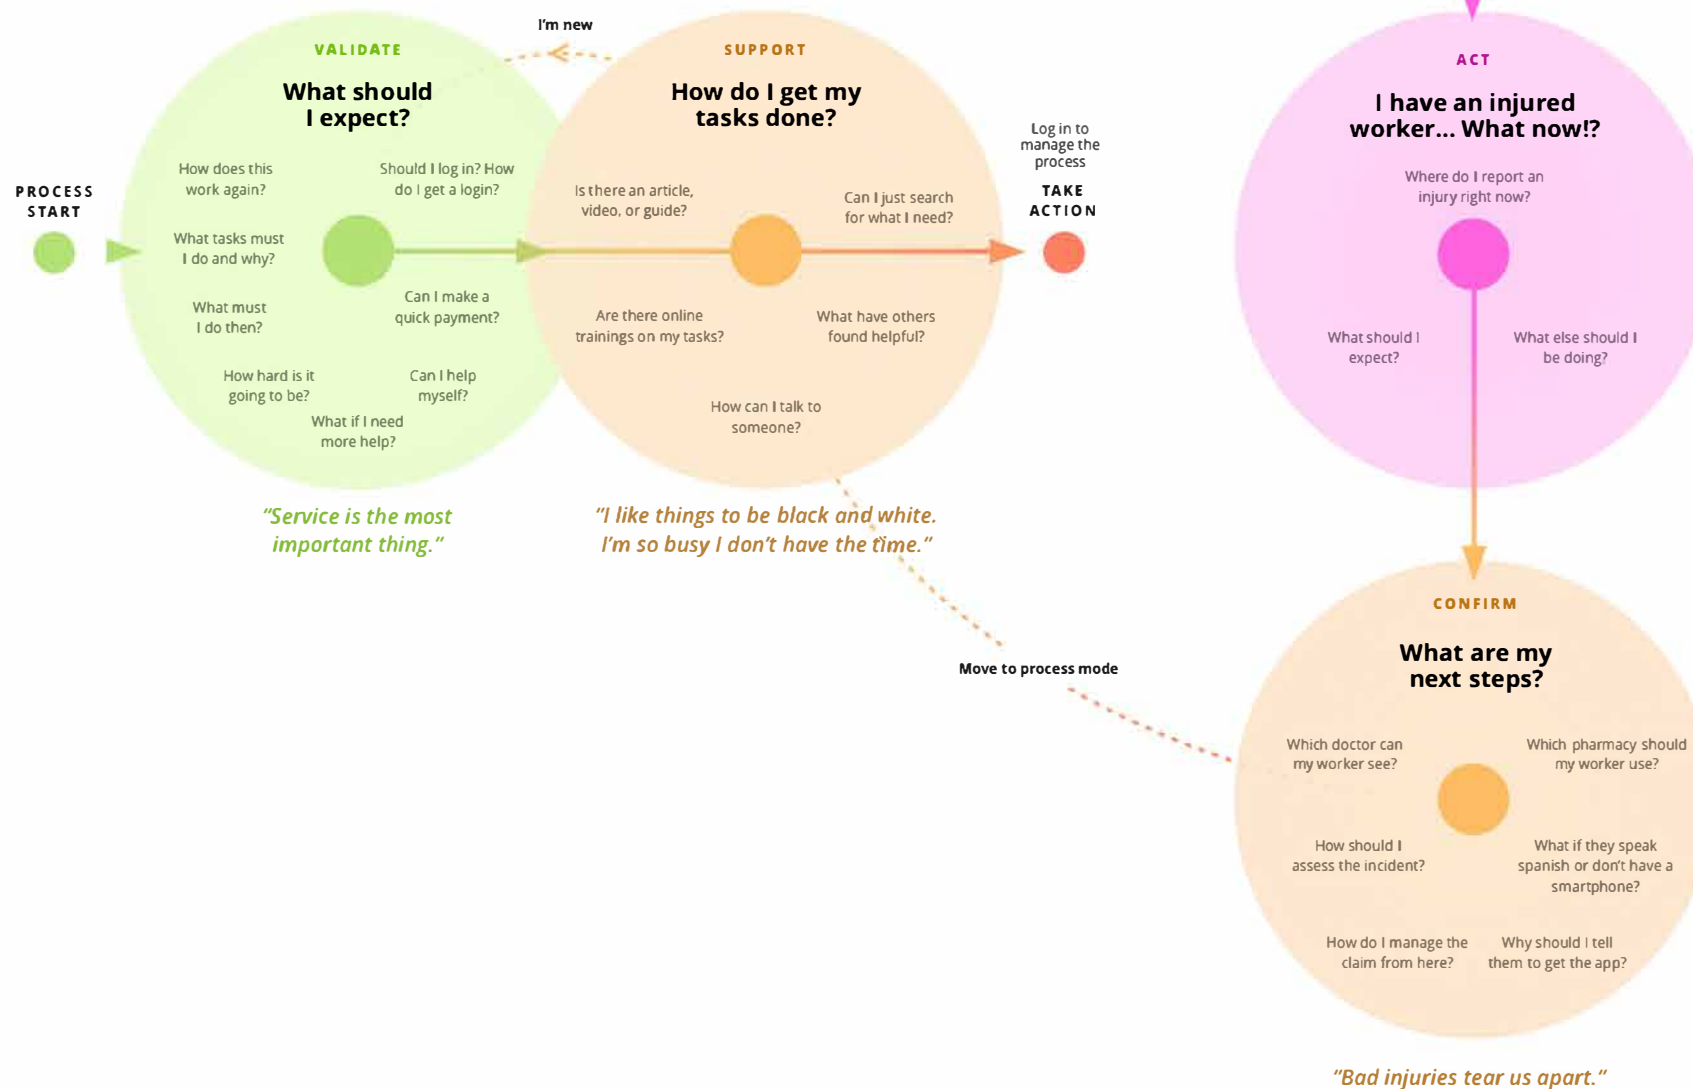 I'm new
PROCESS
START
VALIDATE
What should
I expect?
How does this
work again?
Should I log in? How
do I get a login?
What tasks must
I do and why?
What must
I do then?
Can I make a
quick payment?
How hard is it
going to be?
Can I help
myself?
What if I need
more help?
"Service is the most
important thing."
SUPPORT
How do I get my
tasks done?
Is there an article,
video, or guide?
Can I just search
for what I need?
Are there online
trainings on my tasks?
What have others
found helpful?
How can I talk to
someone?
"I like things to be black and white.
I'm so busy I don't have the time."
Log in to
manage the
process
TAKE
ACTION
Move to process mode
ACT
I have an injured
worker... What now!?
Where do I report an
injury right now?
What should I
expect?
What else should I
be doing?
CONFIRM
What are my
next steps?
Which doctor can
my worker see?
Which pharmacy should
my worker use?
How should I
assess the incident?
What if they speak
spanish or don't have a
smartphone?
How do I manage the
claim from here?
Why should I tell
them to get the app?
"Bad injuries tear us apart."